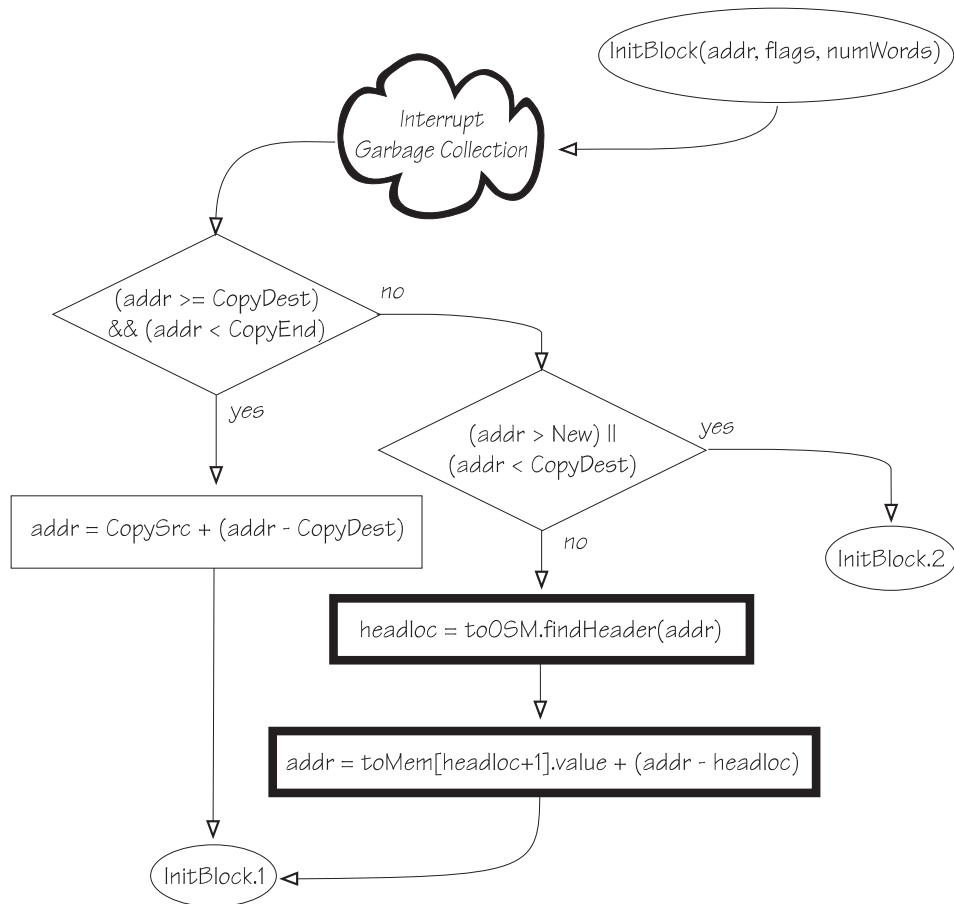 InitBlock(addr, flags, numWords)
Interrupt
Garbage Collection
(addr >= CopyDest)
&& (addr < CopyEnd)
no
yes
(addr > New) ||
(addr < CopyDest)
yes
no
addr = CopySrc + (addr - CopyDest)
InitBlock.2
headloc = toOSM.findHeader(addr)
addr = toMem[headloc+1].value + (addr - headloc)
InitBlock.1